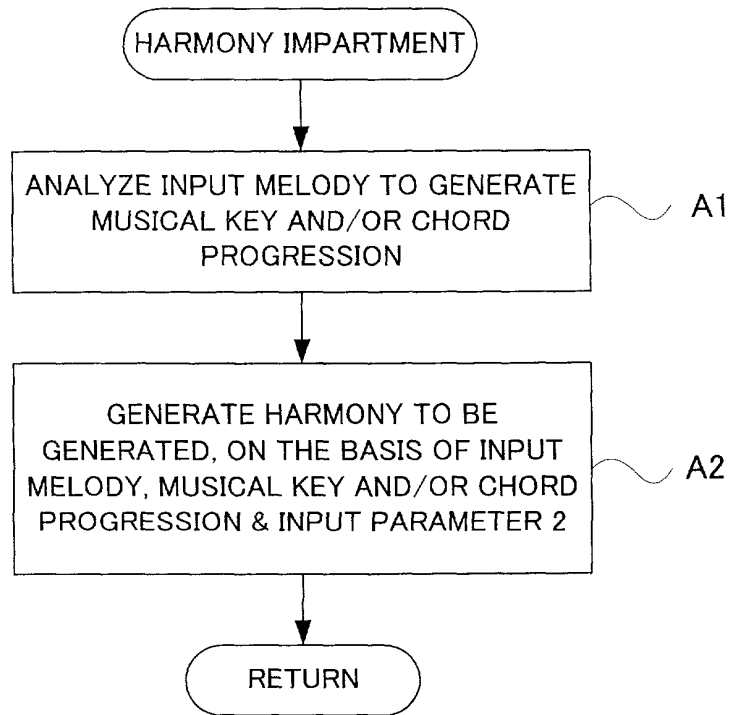 HARMONY IMPARTMENT
ANALYZE INPUT MELODY TO GENERATE
MUSICAL KEY AND/OR CHORD
PROGRESSION
A1
GENERATE HARMONY TO BE
GENERATED, ON THE BASIS OF INPUT
MELODY, MUSICAL KEY AND/OR CHORD
PROGRESSION & INPUT PARAMETER 2
A2
RETURN